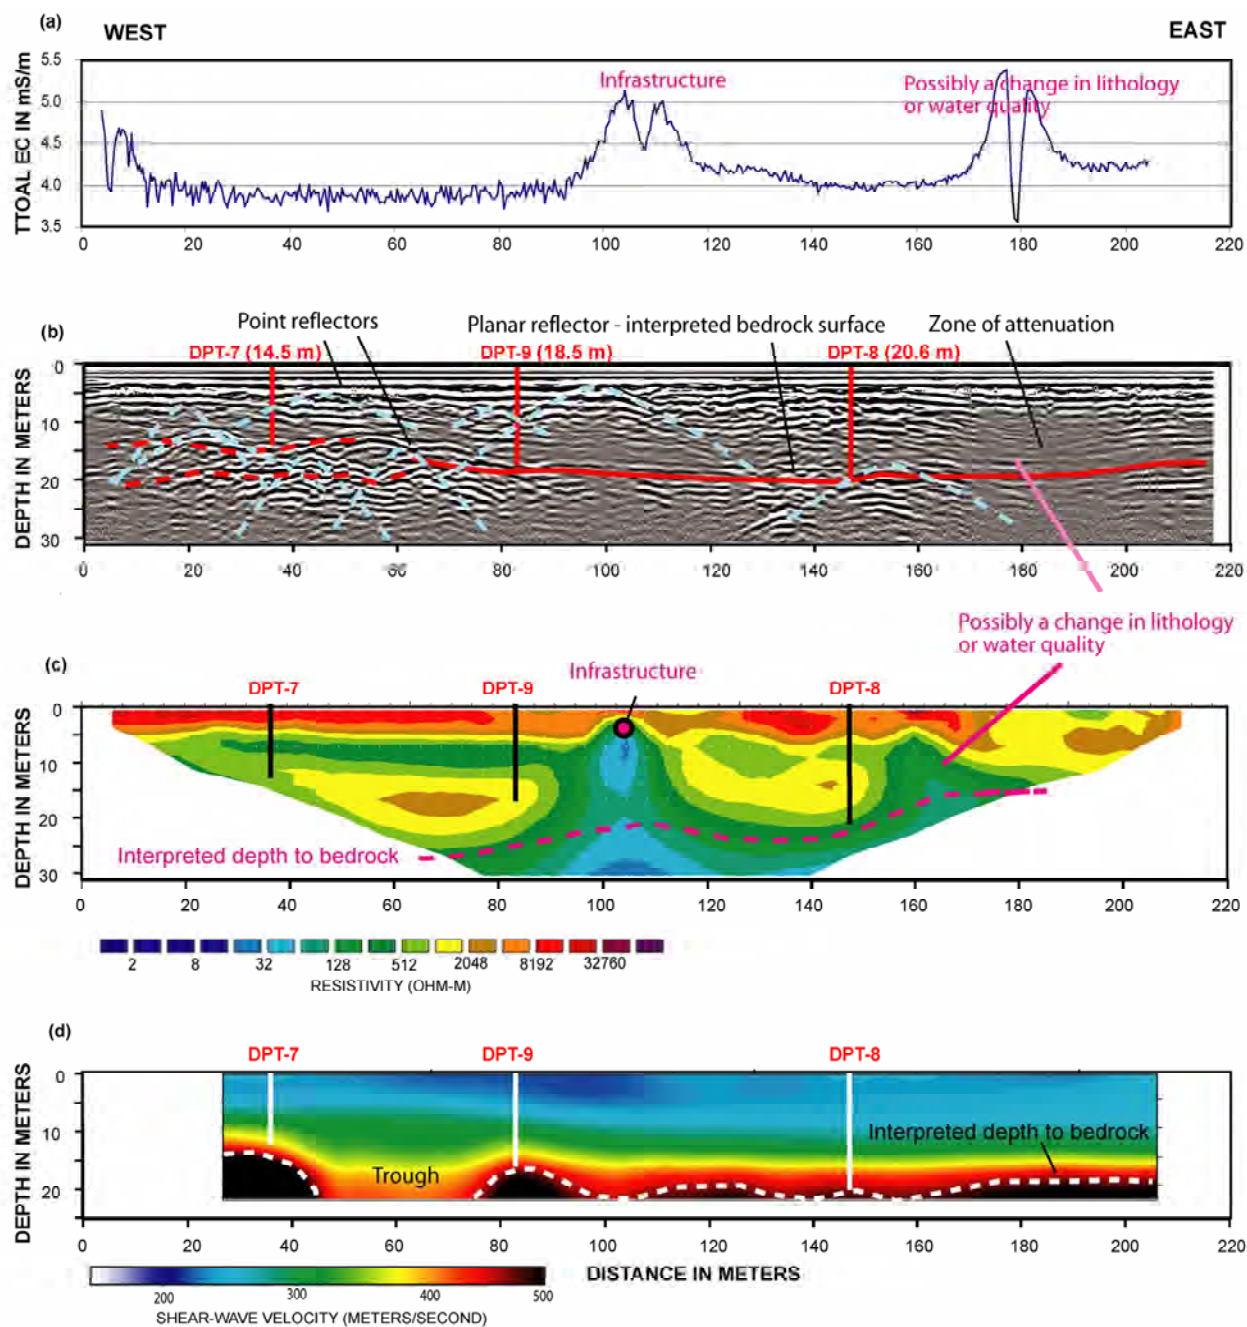 (a)
WEST
EAST
TTOAL EC IN mS/m
5.5
5.0
4.5
4.0
3.5
Infrastructure
Possibly a change in lithology
or water quality
0 20 40 60 80 100 120 140 160 180 200 220
(b)
Point reflectors
Planar reflector - interpreted bedrock surface
Zone of attenuation
DPT-7 (14.5 m)
DPT-9 (18.5 m)
DPT-8 (20.6 m)
DEPTH IN METERS
0
10
20
30
0 20 40 60 80 100 120 140 160 180 200 220
Possibly a change in lithology
or water quality
(c)
Infrastructure
DPT-7
DPT-9
DPT-8
DEPTH IN METERS
0
10
20
30
Interpreted depth to bedrock
0 20 40 60 80 100 120 140 160 180 200 220
2 8 32 128 512 2048 8192 32760
RESISTIVITY (OHM-M)
(d)
DPT-7
DPT-9
DPT-8
DEPTH IN METERS
0
10
20
Trough
Interpreted depth to bedrock
0 20 40 60 80 100 120 140 160 180 200 220
DISTANCE IN METERS
200 300 400 500
SHEAR-WAVE VELOCITY (METERS/SECOND)